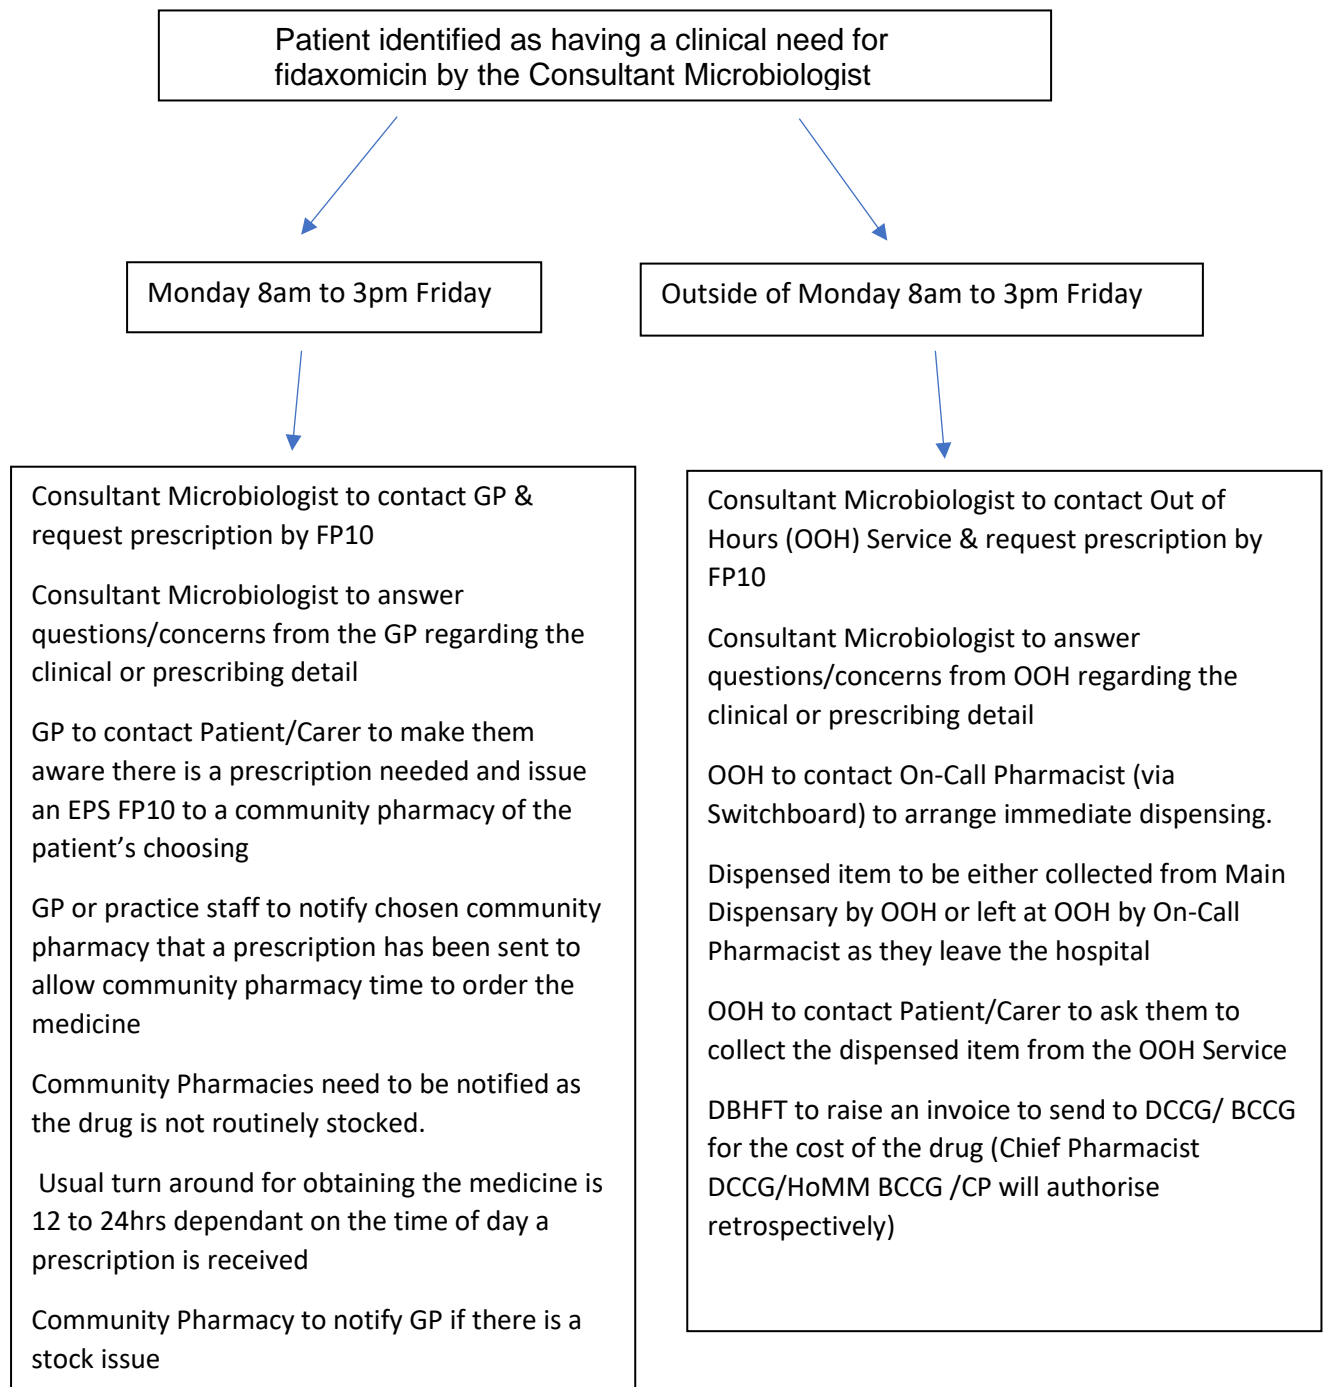 Patient identified as having a clinical need for
fidaxomicin by the Consultant Microbiologist
Monday 8am to 3pm Friday
Outside of Monday 8am to 3pm Friday
Consultant Microbiologist to contact GP &
request prescription by FP10
Consultant Microbiologist to answer
questions/concerns from the GP regarding the
clinical or prescribing detail
GP to contact Patient/Carer to make them
aware there is a prescription needed and issue
an EPS FP10 to a community pharmacy of the
patient’s choosing
GP or practice staff to notify chosen community
pharmacy that a prescription has been sent to
allow community pharmacy time to order the
medicine
Community Pharmacies need to be notified as
the drug is not routinely stocked.
Usual turn around for obtaining the medicine is
12 to 24hrs dependant on the time of day a
prescription is received
Community Pharmacy to notify GP if there is a
stock issue
Consultant Microbiologist to contact Out of
Hours (OOH) Service & request prescription by
FP10
Consultant Microbiologist to answer
questions/concerns from OOH regarding the
clinical or prescribing detail
OOH to contact On-Call Pharmacist (via
Switchboard) to arrange immediate dispensing.
Dispensed item to be either collected from Main
Dispensary by OOH or left at OOH by On-Call
Pharmacist as they leave the hospital
OOH to contact Patient/Carer to ask them to
collect the dispensed item from the OOH Service
DBHFT to raise an invoice to send to DCCG/ BCCG
for the cost of the drug (Chief Pharmacist
DCCG/HoMM BCCG /CP will authorise
retrospectively)